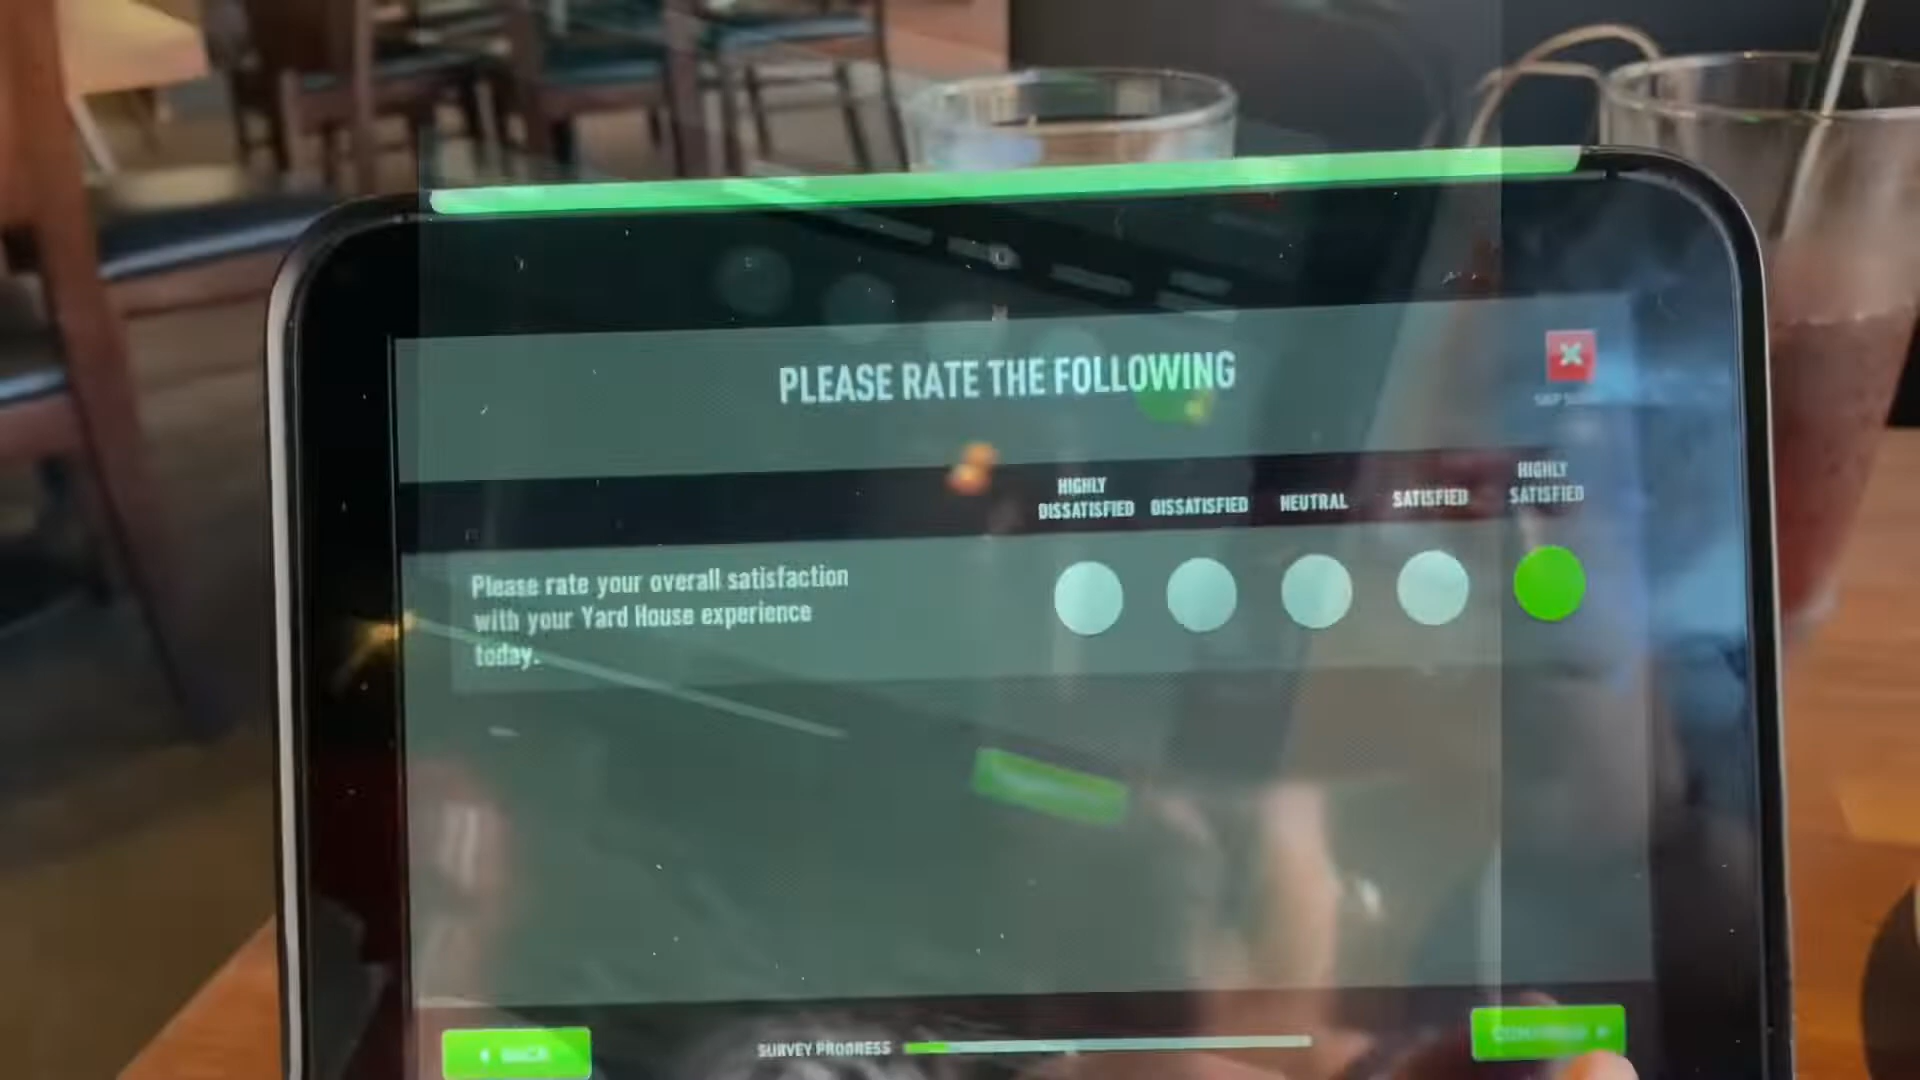 PLEASE RATE THE FOLLOWING
HIGHLY DISSATISFIED
DISSATISFIED
NEUTRAL
SATISFIED
HIGHLY SATISFIED
Please rate your overall satisfaction
with your Yard House experience
today.
BACK
SURVEY PROGRESS
CONTINUE